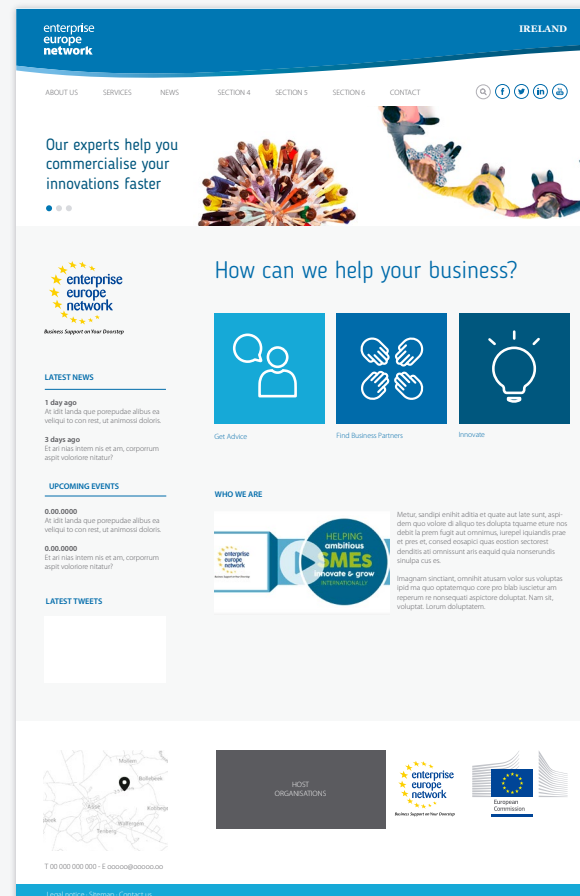 enterprise
europe
network
IRELAND
ABOUT US
SERVICES
NEWS
SECTION 4
SECTION 5
SECTION 6
CONTACT
Our experts help you
commercialise your
innovations faster
enterprise
europe
network
Business Support on Your Doorstep
How can we help your business?
Get Advice
Find Business Partners
Innovate
LATEST NEWS
1 day ago
At idit landa que porepudae alibus ea
veliqui to con rest, ut animossi doloris.
3 days ago
Et ari nias intem nis et am, corporrum
aspit voloriore nitatur?
UPCOMING EVENTS
0.00.0000
At idit landa que porepudae alibus ea
veliqui to con rest, ut animossi doloris.
0.00.0000
Et ari nias intem nis et am, corporrum
aspit voloriore nitatur?
LATEST TWEETS
WHO WE ARE
enterprise
europe
network
HELPING
ambitious
SMES
innovate & grow
INTERNATIONALLY
Metur, sandipi enihit aditia et quate aut late sunt, aspi-
dem quo volore di aliquo tes dolupta tquame eture nos
debit la prem fugit aut omnimus, iurepel iquiandis prae
et pres et, consed eosapici quas eostion sectorest
denditis ati omnissunt aris eaquid quia nonserundis
sinulpa cus es.
Imagnam sinctiant, omnihit atusam volor sus voluptas
ipid ma quo optatemquo core pro blab iuscietur am
reperum re nonsequati aspictore doluptat. Nam sit,
voluptat. Lorum doluptatem.
Asse
Wolvertem
HOST
ORGANISATIONS
enterprise
europe
network
Business Support on Your Doorstep
European
Commission
T 00 000 000 000 - E ooooo@ooooo.oo
Legal notice · Sitemap · Contact us